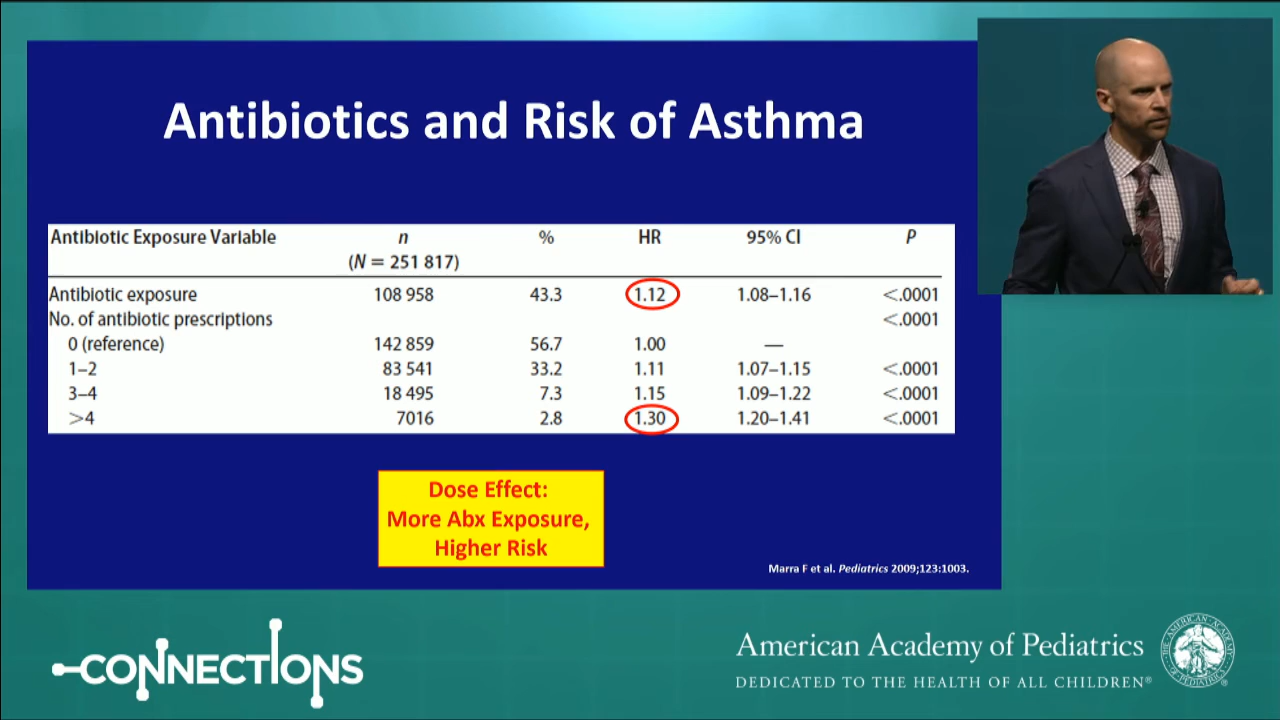 Antibiotics and Risk of Asthma
Antibiotic Exposure Variable n % HR 95% CI P
(N = 251 817)
Antibiotic exposure 108 958 43.3 1.12 1.08–1.16 <.0001
No. of antibiotic prescriptions <.0001
0 (reference) 142 859 56.7 1.00 —
1–2 83 541 33.2 1.11 1.07–1.15 <.0001
3–4 18 495 7.3 1.15 1.09–1.22 <.0001
>4 7016 2.8 1.30 1.20–1.41 <.0001
Dose Effect:
More Abx Exposure,
Higher Risk
Marra F et al. Pediatrics 2009;123:1003.
CONNECTIONS
American Academy of Pediatrics
DEDICATED TO THE HEALTH OF ALL CHILDREN®